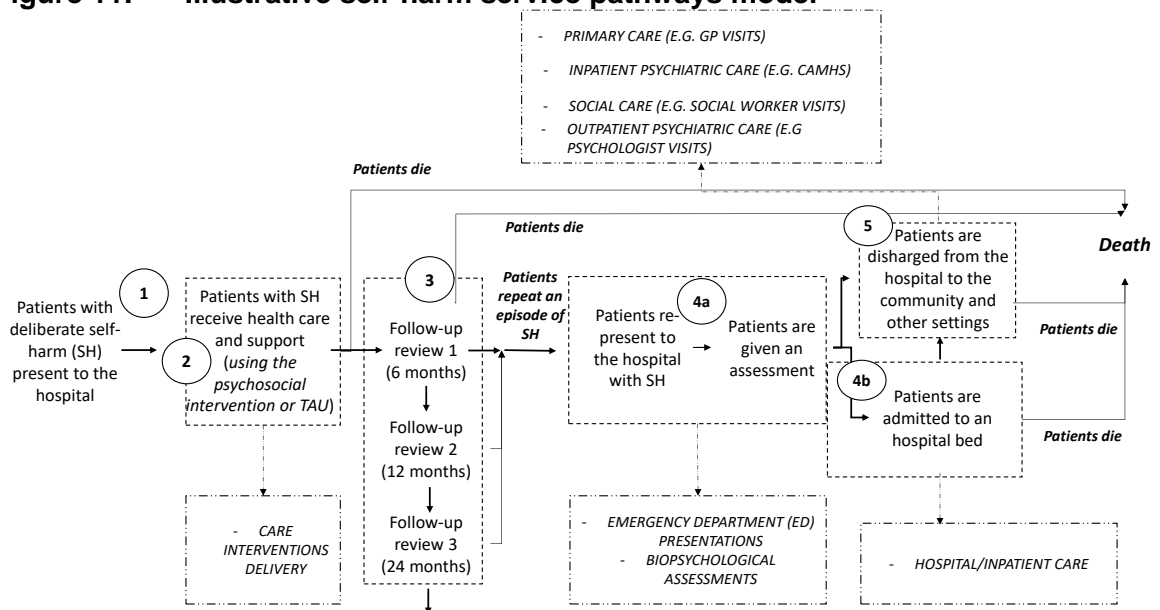 Illustrative self-harm service pathways model
- PRIMARY CARE (E.G. GP VISITS)
- INPATIENT PSYCHIATRIC CARE (E.G. CAMHS)
- SOCIAL CARE (E.G. SOCIAL WORKER VISITS)
- OUTPATIENT PSYCHIATRIC CARE (E.G
PSYCHOLOGIST VISITS)
Patients die
Patients die
Death
1
Patients with
deliberate self-
harm (SH)
present to the
hospital
2
Patients with SH
receive health care
and support
(using the
psychosocial
intervention or TAU)
3
Follow-up
review 1
(6 months)
Follow-up
review 2
(12 months)
Follow-up
review 3
(24 months)
Patients
repeat an
episode of
SH
4a
Patients re-
present to
the hospital
with SH
Patients are
given an
assessment
5
Patients are
disharged from the
hospital to the
community and
other settings
Patients die
4b
Patients are
admitted to an
hospital bed
Patients die
- CARE
INTERVENTIONS
DELIVERY
- EMERGENCY DEPARTMENT (ED)
PRESENTATIONS
- BIOPSYCHOLOGICAL
ASSESSMENTS
- HOSPITAL/INPATIENT CARE